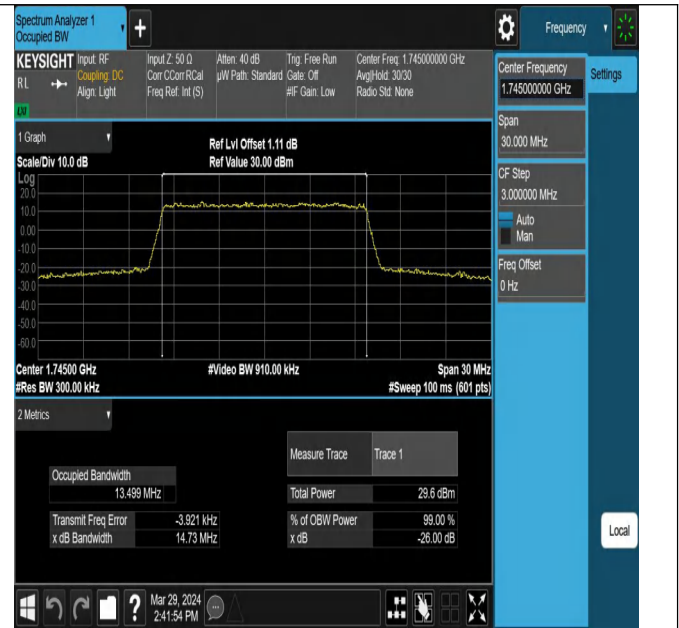 Spectrum Analyzer 1
Occupied BW
Frequency
KEYSIGHT
RL
Input: RF
Coupling: DC
Align: Light
Input Z: 50 Ω
Corr CCorr RCal
Freq Ref: Int (S)
Atten: 40 dB
µW Path: Standard
Trig: Free Run
Gate: Off
#IF Gain: Low
Center Freq: 1.745000000 GHz
Avg|Hold: 30/30
Radio Std: None
LXI
Center Frequency
1.745000000 GHz
Settings
Span
30.000 MHz
CF Step
3.000000 MHz
Auto
Man
Freq Offset
0 Hz
Local
1 Graph
Scale/Div 10.0 dB
Ref Lvl Offset 1.11 dB
Ref Value 30.00 dBm
Log
20.0
10.0
0.00
-10.0
-20.0
-30.0
-40.0
-50.0
-60.0
Center 1.74500 GHz
#Video BW 910.00 kHz
Span 30 MHz
#Res BW 300.00 kHz
#Sweep 100 ms (601 pts)
2 Metrics
Measure Trace Trace 1
Occupied Bandwidth
13.499 MHz
Total Power 29.6 dBm
Transmit Freq Error -3.921 kHz
% of OBW Power 99.00 %
x dB Bandwidth 14.73 MHz
x dB -26.00 dB
?
Mar 29, 2024
2:41:54 PM